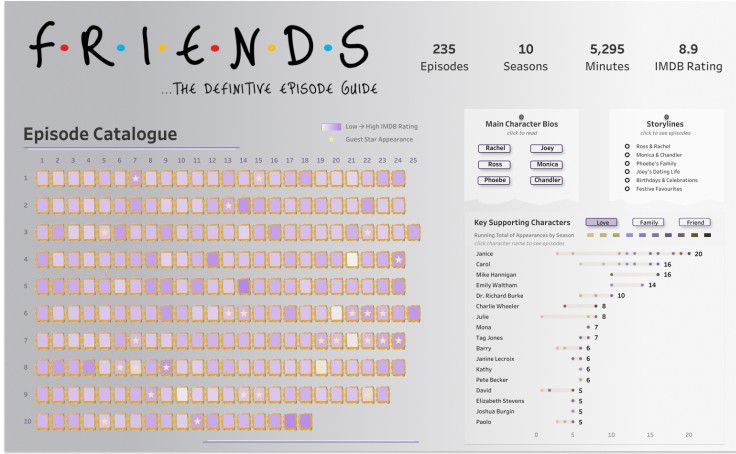 F·R·I·E·N·D·S
...THE DEFINITIVE EPISODE GUIDE
235
Episodes
10
Seasons
5,295
Minutes
8.9
IMDB Rating
Episode Catalogue
Low → High IMDB Rating
Guest Star Appearance
1 2 3 4 5 6 7 8 9 10 11 12 13 14 15 16 17 18 19 20 21 22 23 24 25
1
2
3
4
5
6
7
8
9
10
Main Character Bios
click to read
Rachel Joey
Ross Monica
Phoebe Chandler
Storylines
click to see episodes
Ross & Rachel
Monica & Chandler
Phoebe's Family
Joey's Dating Life
Birthdays & Celebrations
Festive Favourites
Key Supporting Characters Love Family Friend
Running Total of Appearances by Season
click character name to see episodes
Janice 20
Carol 16
Mike Hannigan 16
Emily Waltham 14
Dr. Richard Burke 10
Charlie Wheeler 8
Julie 8
Mona 7
Tag Jones 7
Barry 6
Janine Lecroix 6
Kathy 6
Pete Becker 6
David 5
Elizabeth Stevens 5
Joshua Burgin 5
Paolo 5
0 5 10 15 20